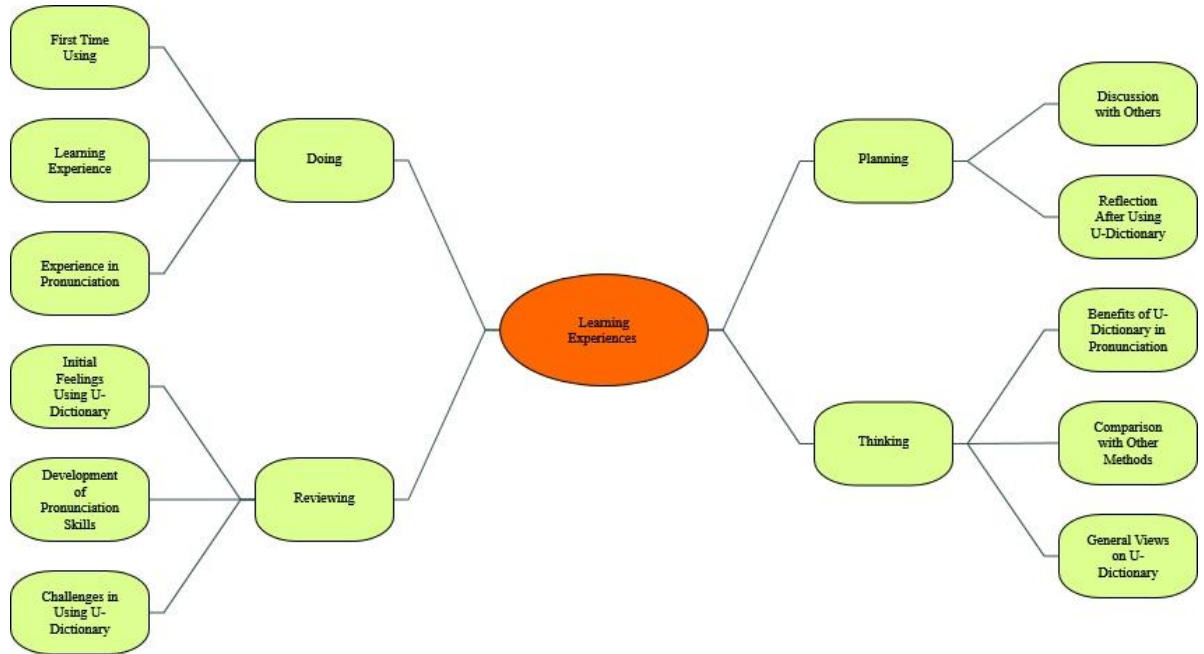 First Time
Using
Learning
Experience
Experience in
Pronunciation
Doing
Initial
Feelings
Using U-
Dictionary
Development
of
Pronunciation
Skills
Challenges in
Using U-
Dictionary
Reviewing
Learning
Experiences
Planning
Discussion
with Others
Reflection
After Using
U-Dictionary
Thinking
Benefits of U-
Dictionary in
Pronunciation
Comparison
with Other
Methods
General Views
on U-
Dictionary